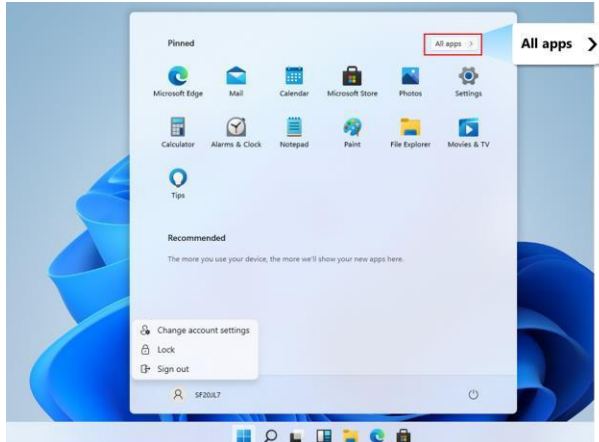 Pinned
All apps >
All apps >
Microsoft Edge Mail Calendar Microsoft Store Photos Settings
Calculator Alarms & Clock Notepad Paint File Explorer Movies & TV
Tips
Recommended
The more you use your device, the more we'll show your new apps here.
Change account settings
Lock
Sign out
SF20JL7